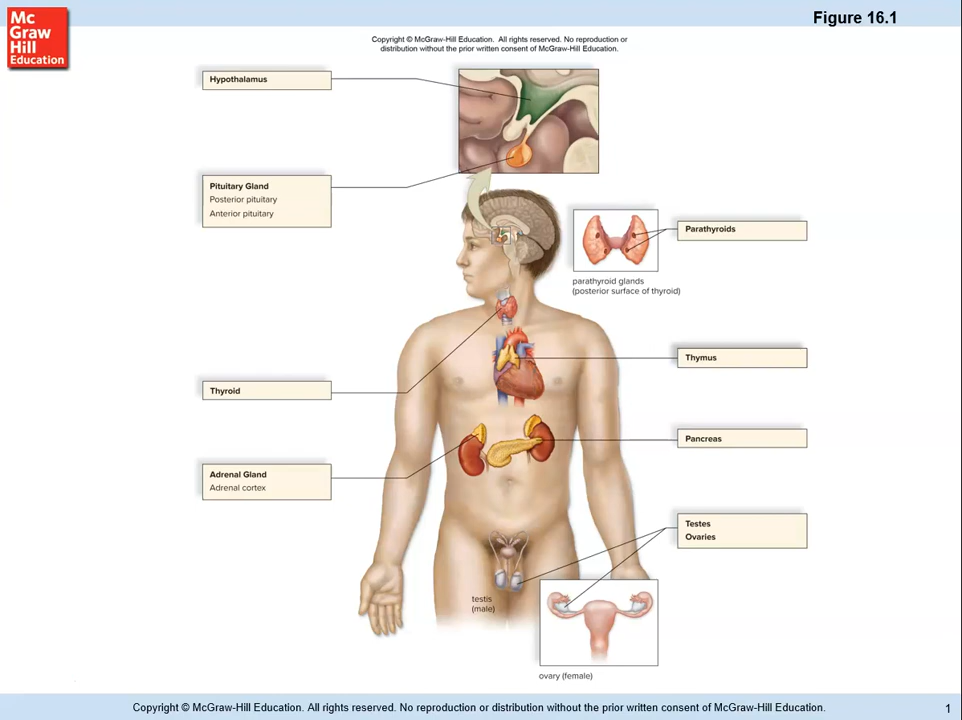 Mc
Graw
Hill
Education
Figure 16.1
Copyright © McGraw-Hill Education. All rights reserved. No reproduction or
distribution without the prior written consent of McGraw-Hill Education.
Hypothalamus
Pituitary Gland
Posterior pituitary
Anterior pituitary
Parathyroids
parathyroid glands
(posterior surface of thyroid)
Thymus
Thyroid
Pancreas
Adrenal Gland
Adrenal cortex
Testes
Ovaries
testis
(male)
ovary (female)
Copyright © McGraw-Hill Education. All rights reserved. No reproduction or distribution without the prior written consent of McGraw-Hill Education.
1